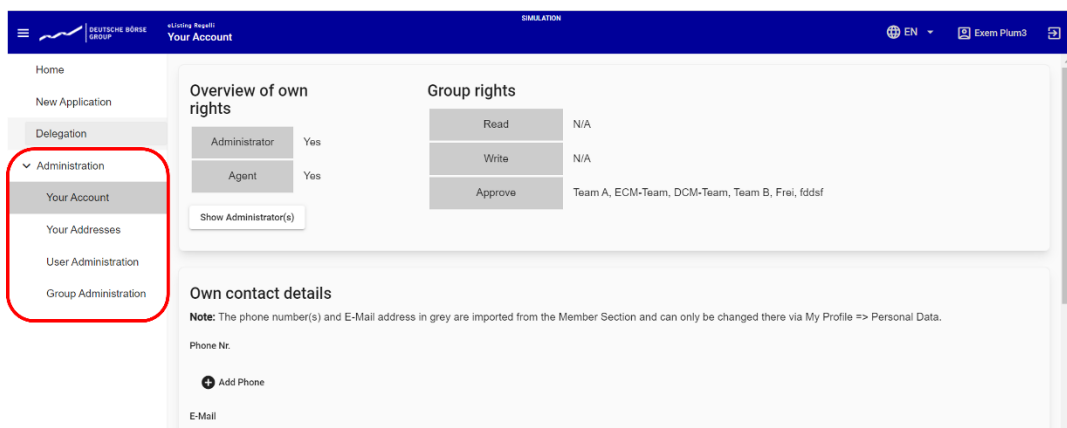 SIMULATION
DEUTSCHE BÖRSE
GROUP
eListing Regelli
Your Account
EN
Exem Plum3
Home
New Application
Delegation
Administration
Your Account
Your Addresses
User Administration
Group Administration
Overview of own
rights
Administrator Yes
Agent Yes
Show Administrator(s)
Group rights
Read N/A
Write N/A
Approve Team A, ECM-Team, DCM-Team, Team B, Frei, fddsf
Own contact details
Note: The phone number(s) and E-Mail address in grey are imported from the Member Section and can only be changed there via My Profile => Personal Data.
Phone Nr.
Add Phone
E-Mail